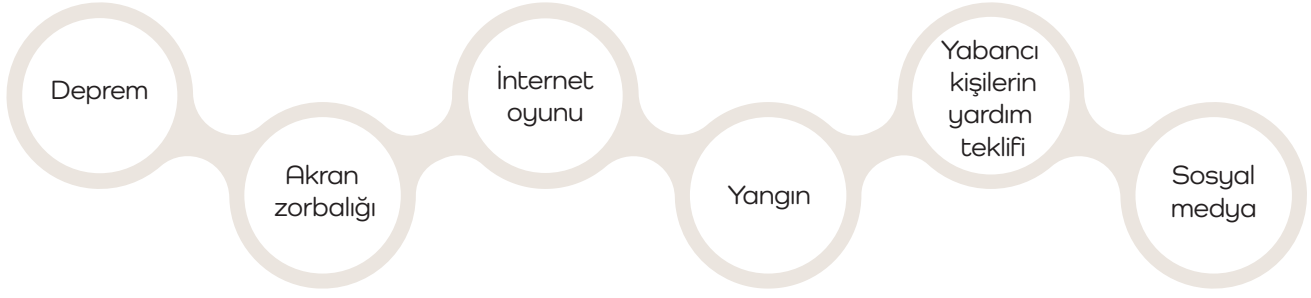 Deprem
Akran
zorbalığı
İnternet
oyunu
Yangın
Yabancı
kişilerin
yardım
teklifi
Sosyal
medya